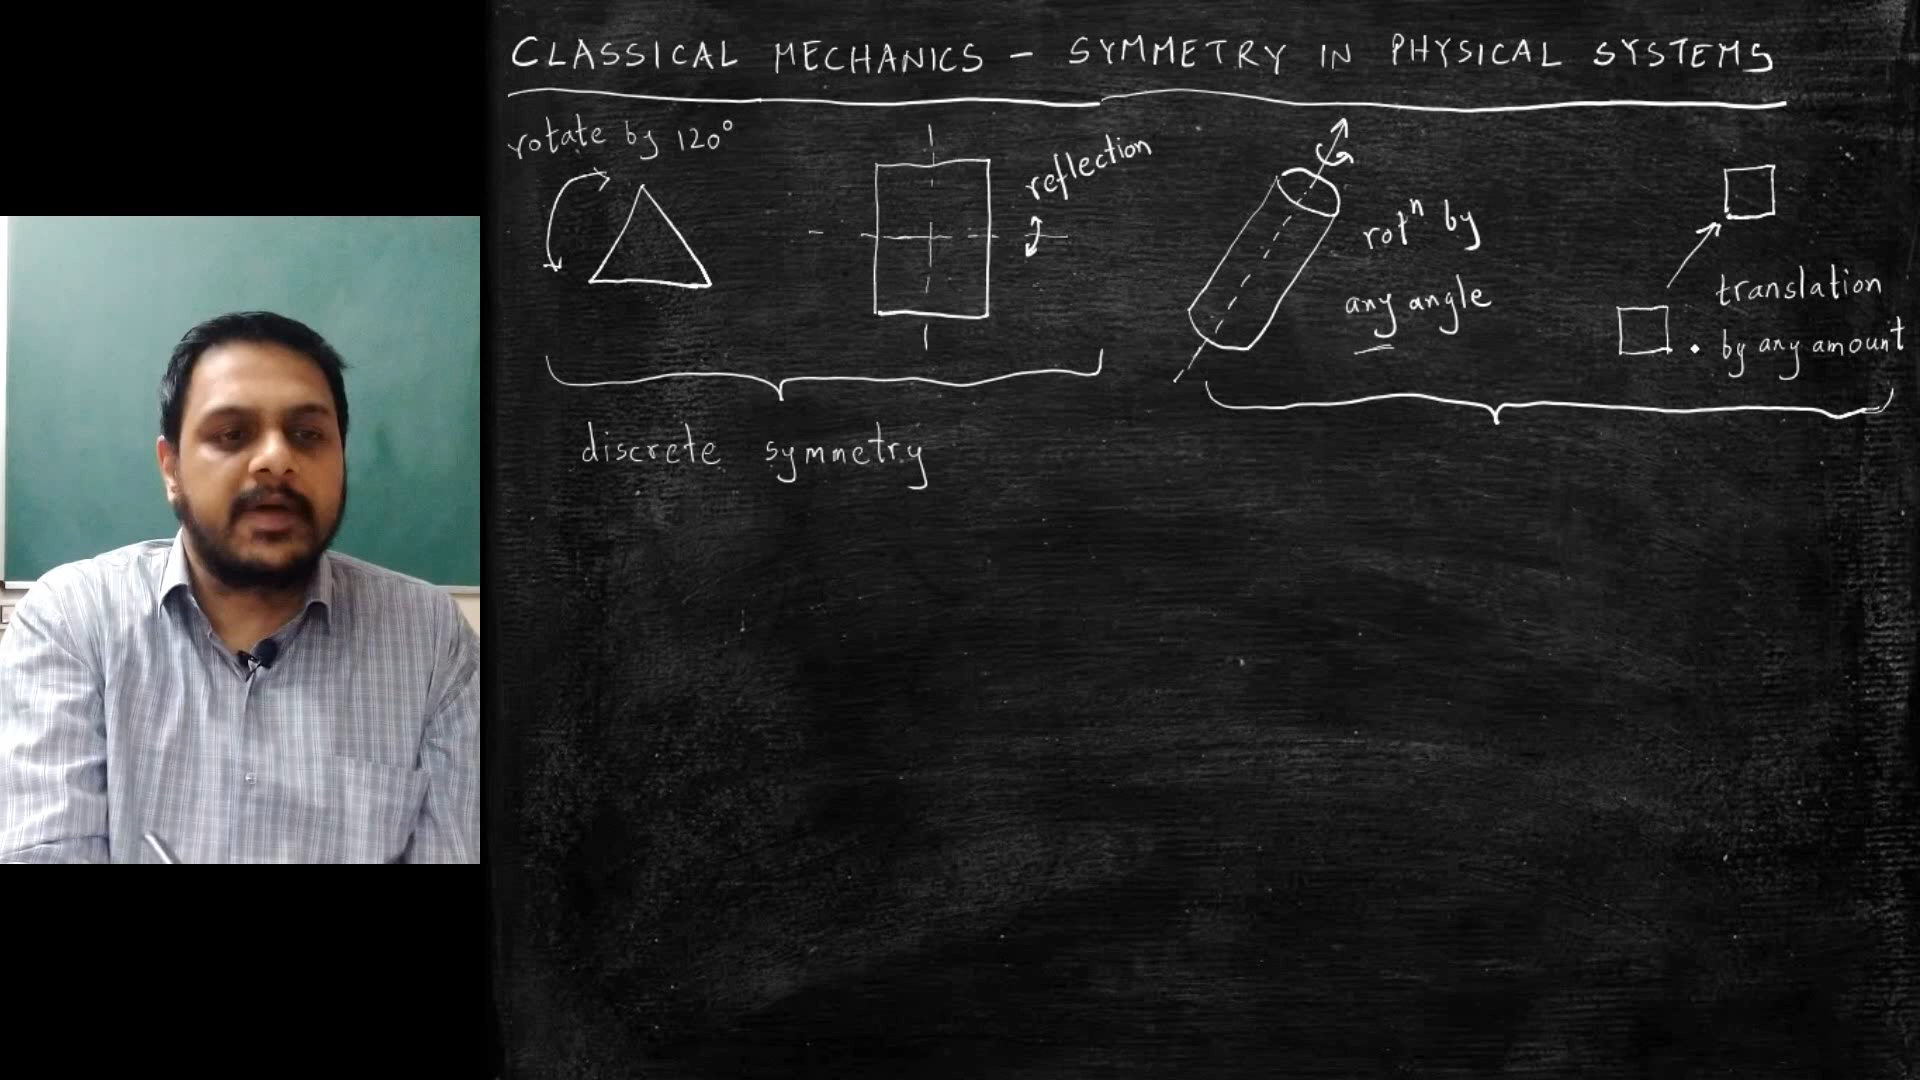 CLASSICAL MECHANICS – SYMMETRY IN PHYSICAL SYSTEMS
rotate by 120°
reflection
rotⁿ by
any angle
translation
by any amount
discrete symmetry